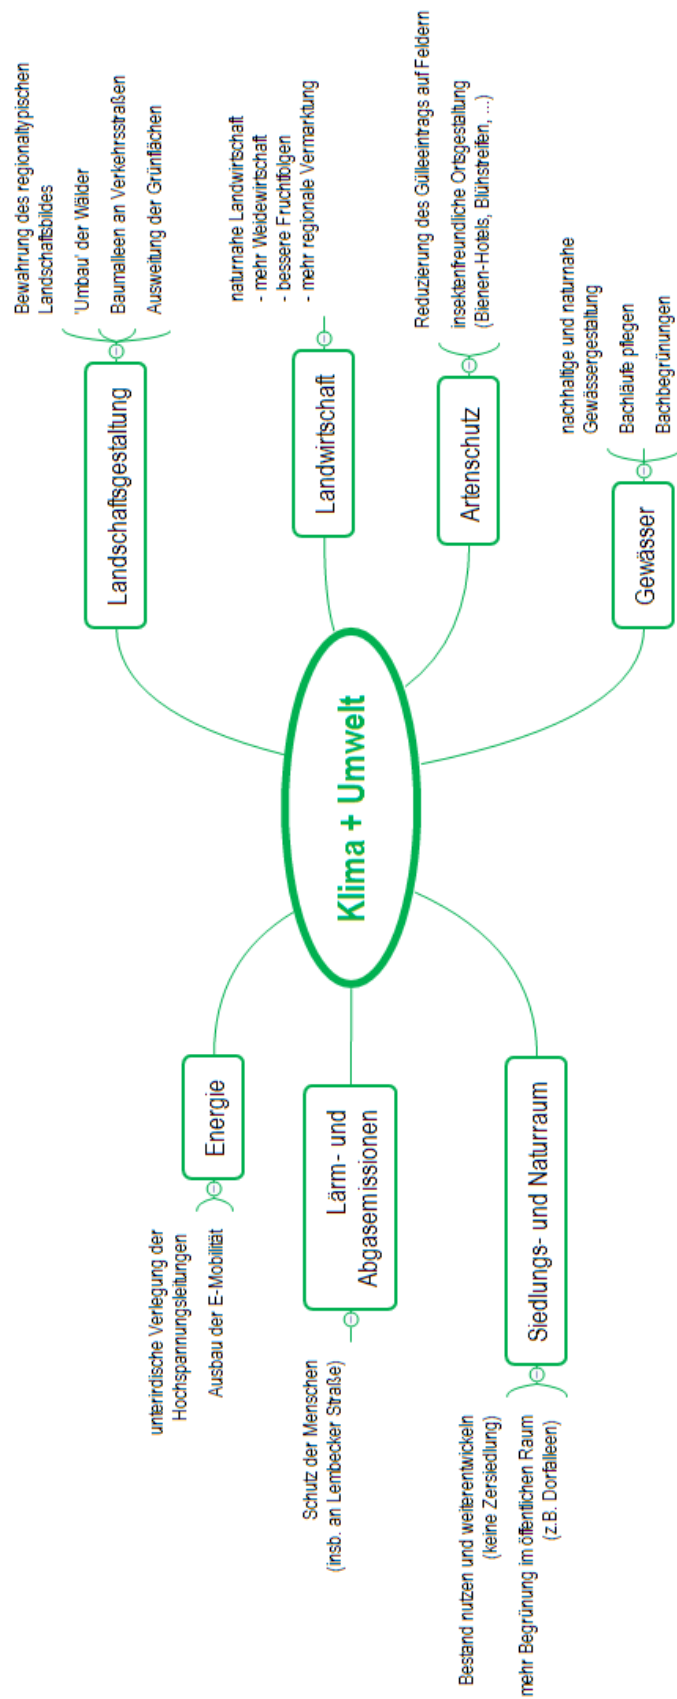 Klima + Umwelt
Energie
unterirdische Verlegung der
Hochspannungsleitungen
Ausbau der E-Mobilität
Lärm- und
Abgasemissionen
Schutz der Menschen
(insb. an Lembecker Straße)
Siedlungs- und Naturraum
Bestand nutzen und weiterentwickeln
(keine Zersiedlung)
mehr Begrünung im öffentlichen Raum
(z.B. Dorfalleen)
Landschaftsgestaltung
Bewahrung des regionaltypischen
Landschaftsbildes
'Umbau' der Wälder
Baumalleen an Verkehrsstraßen
Ausweitung der Grünflächen
Landwirtschaft
naturnahe Landwirtschaft
- mehr Weidewirtschaft
- bessere Fruchtfolgen
- mehr regionale Vermarktung
Artenschutz
Reduzierung des Gülleeintrags auf Feldern
insektenfreundliche Ortsgestaltung
(Bienen-Hotels, Blühstreifen, ...)
Gewässer
nachhaltige und naturnahe
Gewässergestaltung
Bachläufe pflegen
Bachbegrünungen